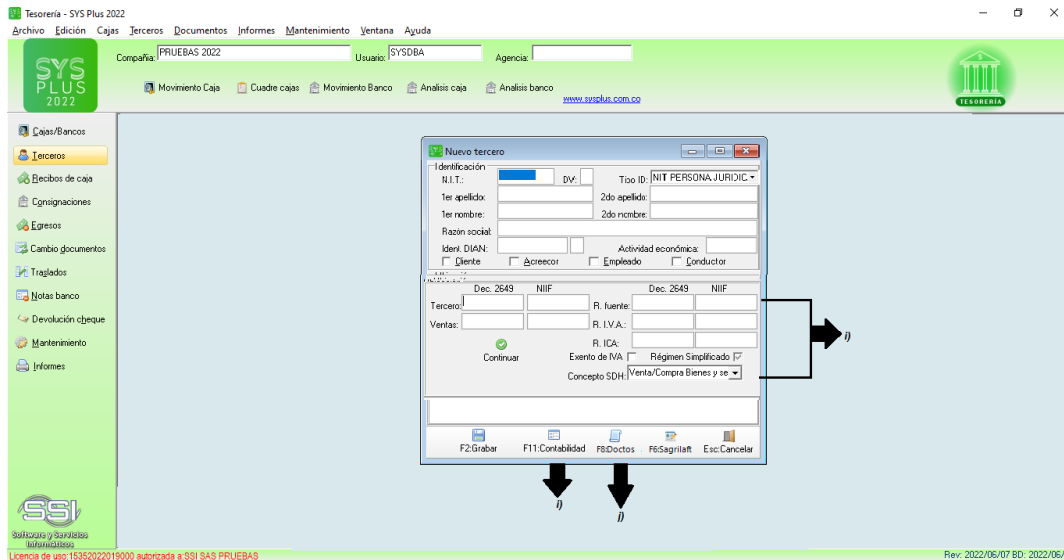 Tesorería - SYS Plus 2022
Archivo Edición Cajas Terceros Documentos Informes Mantenimiento Ventana Ayuda
SYS PLUS 2022
Compañia: PRUEBAS 2022 Usuario: SYSDBA Agencia:
Movimiento Caja Cuadre cajas Movimiento Banco Analisis caja Analisis banco
www.sysplus.com.co
TESORERÍA
Cajas/Bancos
Terceros
Recibos de caja
Consignaciones
Egresos
Cambio documentos
Traslados
Notas banco
Devolución cheque
Mantenimiento
Informes
Nuevo tercero
Identificación
N.I.T.: DV: Tipo ID: NIT PERSONA JURIDIC
1er apellido: 2do apellido:
1er nombre: 2do nombre:
Razón social:
Ident. DIAN: Actividad económica:
Cliente Acreecor Empleado Conductor
Dec. 2649 NIIF Dec. 2649 NIIF
Tercero: R. fuente:
Ventas: R. I.V.A.:
R. ICA:
Continuar Exento de IVA Régimen Simplificado
Concepto SDH: Venta/Compra Bienes y se
i)
F2:Grabar F11:Contabilidad F8:Doctos F6:Sagrilaft Esc:Cancelar
i)
j)
SSI
Software y Servicios
Informáticos
Licencia de uso:15352022019000 autorizada a:SSI SAS PRUEBAS
Rev: 2022/06/07 BD: 2022/06/